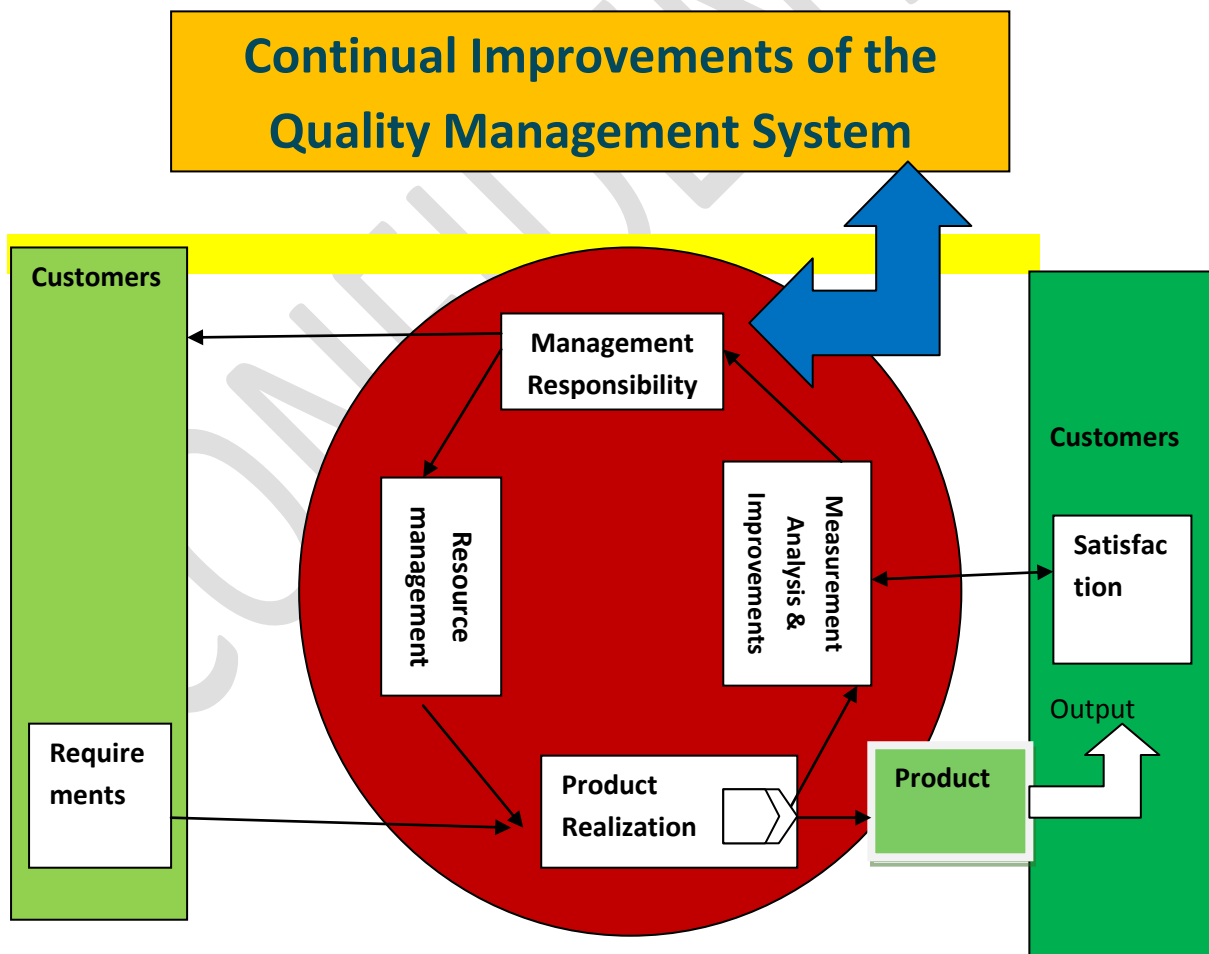 Continual Improvements of the
Quality Management System
Customers
Management
Responsibility
Customers
Resource
management
Measurement
Analysis &
Improvements
Satisfac
tion
Output
Require
ments
Product
Realization
Product